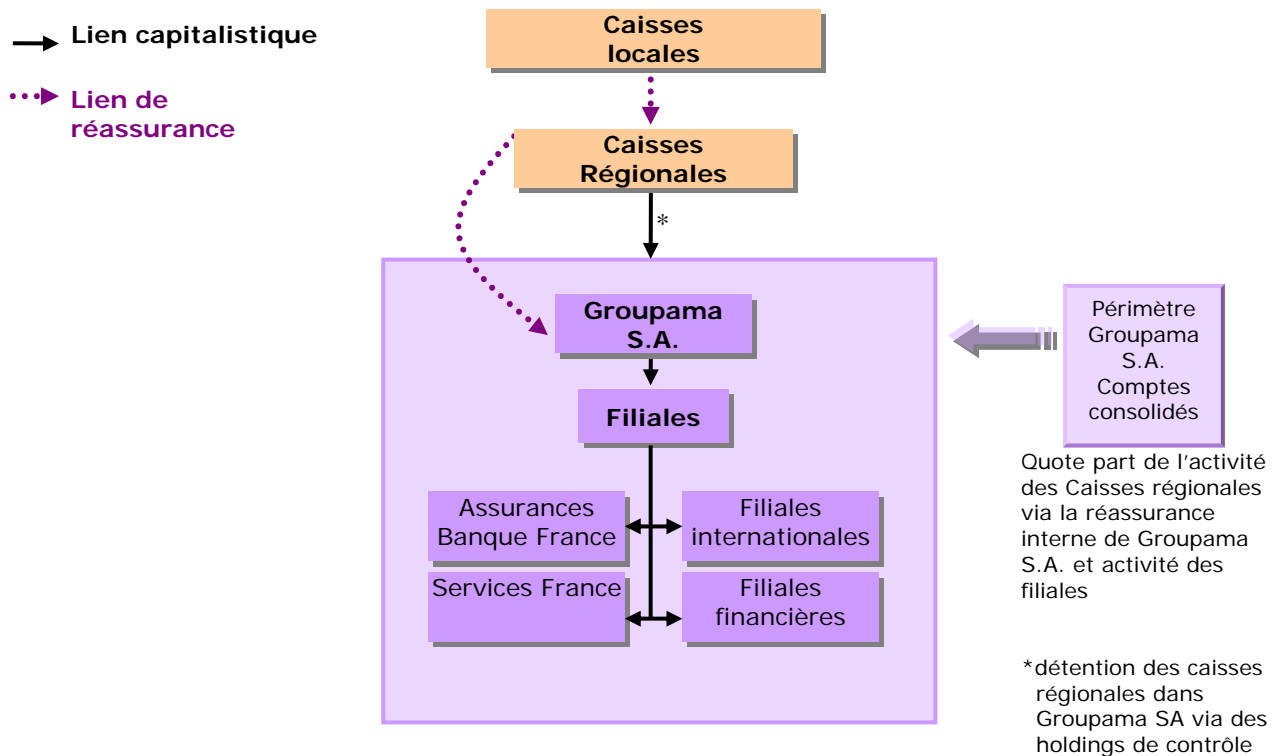 Lien capitalistique
Lien de
réassurance
Caisses
locales
Caisses
Régionales
*
Groupama
S.A.
Filiales
Assurances
Banque France
Filiales
internationales
Services France
Filiales
financières
Périmètre
Groupama
S.A.
Comptes
consolidés
Quote part de l'activité
des Caisses régionales
via la réassurance
interne de Groupama
S.A. et activité des
filiales
*détention des caisses
régionales dans
Groupama SA via des
holdings de contrôle